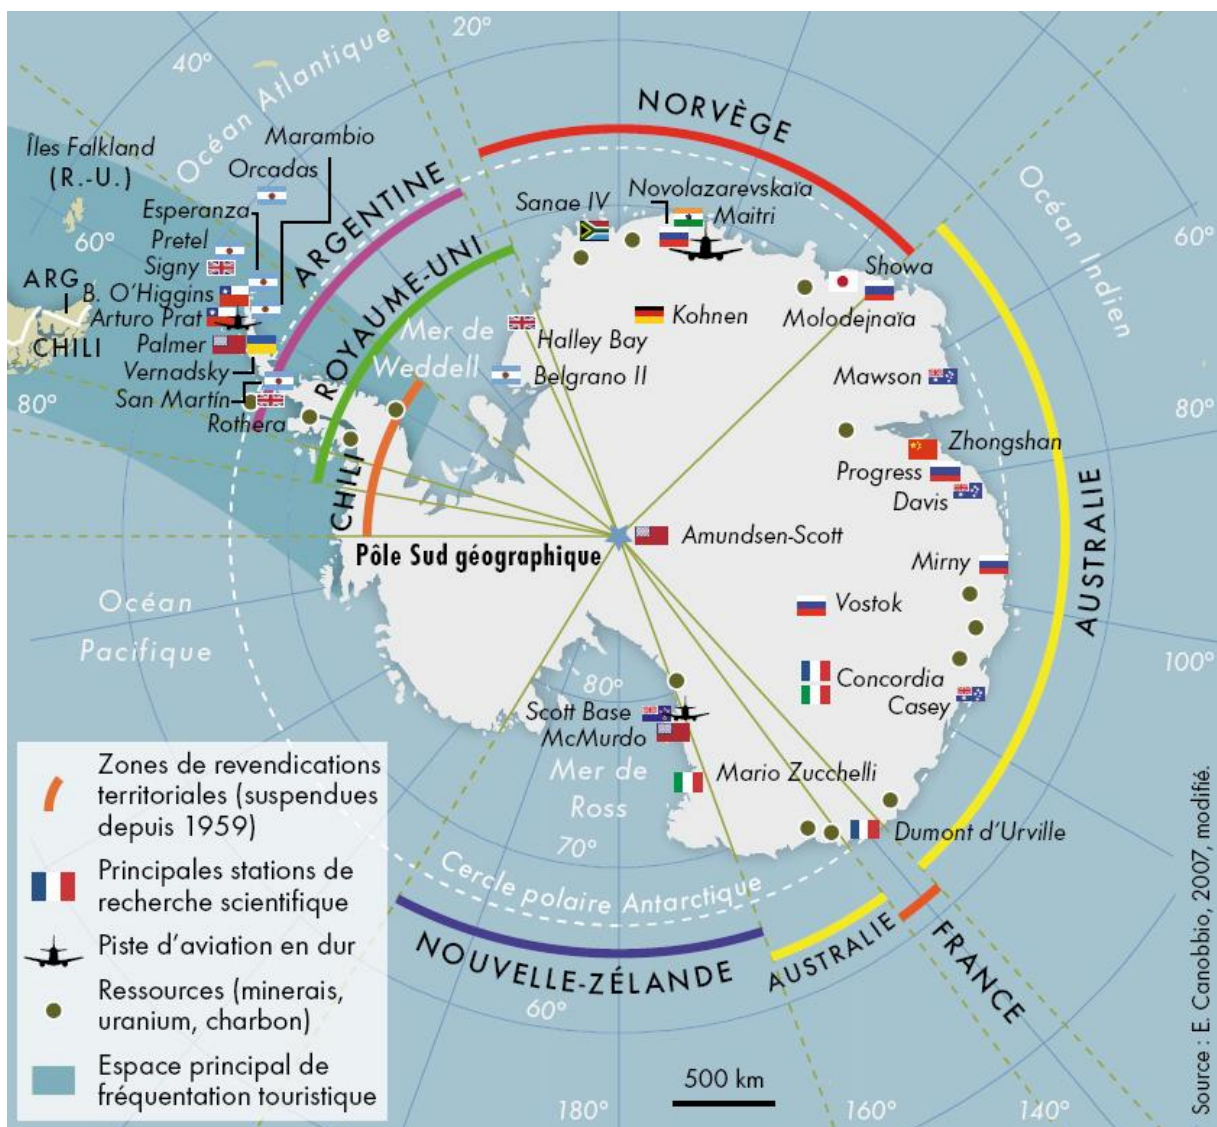 20°
40°
Océan Atlantique
NORVÈGE
Marambio
Îles Falkland
(R.-U.)
Orcadas
Esperanza
Pretel
Signy
60°
ARG
CHILI
B. O'Higgins
Arturo Prat
Palmer
Vernadsky
San Martín
Rothera
80°
ARGENTINE
ROYAUME-UNI
CHILI
Mer de
Weddell
Sanae IV
Novolazarevskaïa
Maitri
Océan Indien
60°
Showa
Molodejnaïa
Kohnen
Halley Bay
Belgrano II
Mawson
80°
Zhongshan
Progress
Davis
AUSTRALIE
Amundsen-Scott
Pôle Sud géographique
Mirny
Vostok
Océan
Pacifique
100°
Concordia
Casey
80°
Scott Base
McMurdo
Mer de
Ross
Mario Zucchelli
Dumont d'Urville
70°
Cercle polaire Antarctique
NOUVELLE-ZÉLANDE
AUSTRALIE
FRANCE
60°
500 km
180°
160°
140°
Zones de revendications
territoriales (suspendues
depuis 1959)
Principales stations de
recherche scientifique
Piste d'aviation en dur
Ressources (minerais,
uranium, charbon)
Espace principal de
fréquentation touristique
Source : E. Canobbio, 2007, modifié.